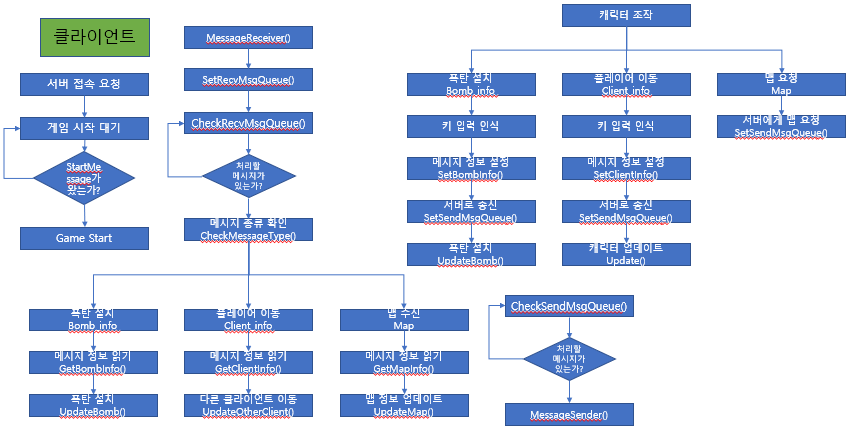 클라이언트
서버 접속 요청
게임 시작 대기
StartMe
ssage가
왔는가?
Game Start
MessageReceiver()
SetRecvMsgQueue()
CheckRecvMsgQueue()
처리할
메시지가
있는가?
메시지 종류 확인
CheckMessageType()
폭탄 설치
Bomb_info
메시지 정보 읽기
GetBombInfo()
폭탄 설치
UpdateBomb()
플레이어 이동
Client_info
메시지 정보 읽기
GetClientInfo()
다른 클라이언트 이동
UpdateOtherClient()
맵 수신
Map
메시지 정보 읽기
GetMapInfo()
맵 정보 업데이트
UpdateMap()
캐릭터 조작
폭탄 설치
Bomb_info
키 입력 인식
메시지 정보 설정
SetBombInfo()
서버로 송신
SetSendMsgQueue()
폭탄 설치
UpdateBomb()
플레이어 이동
Client_info
키 입력 인식
메시지 정보 설정
SetClientInfo()
서버로 송신
SetSendMsgQueue()
캐릭터 업데이트
Update()
맵 요청
Map
서버에게 맵 요청
SetSendMsgQueue()
CheckSendMsgQueue()
처리할
메시지가
있는가?
MessageSender()